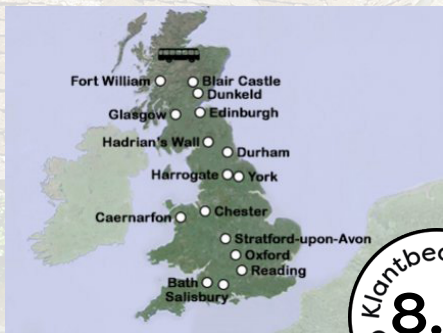 Fort William
Blair Castle
Dunkeld
Glasgow
Edinburgh
Hadrian's Wall
Durham
Harrogate
York
Caernarfon
Chester
Stratford-upon-Avon
Oxford
Reading
Bath
Salisbury
Klantbeo
8.